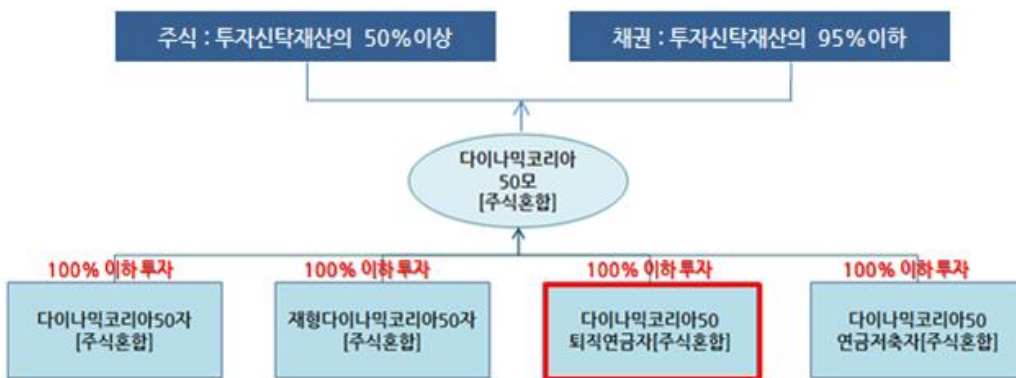 주식 : 투자신탁재산의 50%이상
채권 : 투자신탁재산의 95%이하
다이나믹코리아
50모
[주식혼합]
100% 이하 투자
100% 이하 투자
100% 이하 투자
100% 이하 투자
다이나믹코리아50자
[주식혼합]
재형다이나믹코리아50자
[주식혼합]
다이나믹코리아50
퇴직연금자[주식혼합]
다이나믹코리아50
연금저축자[주식혼합]